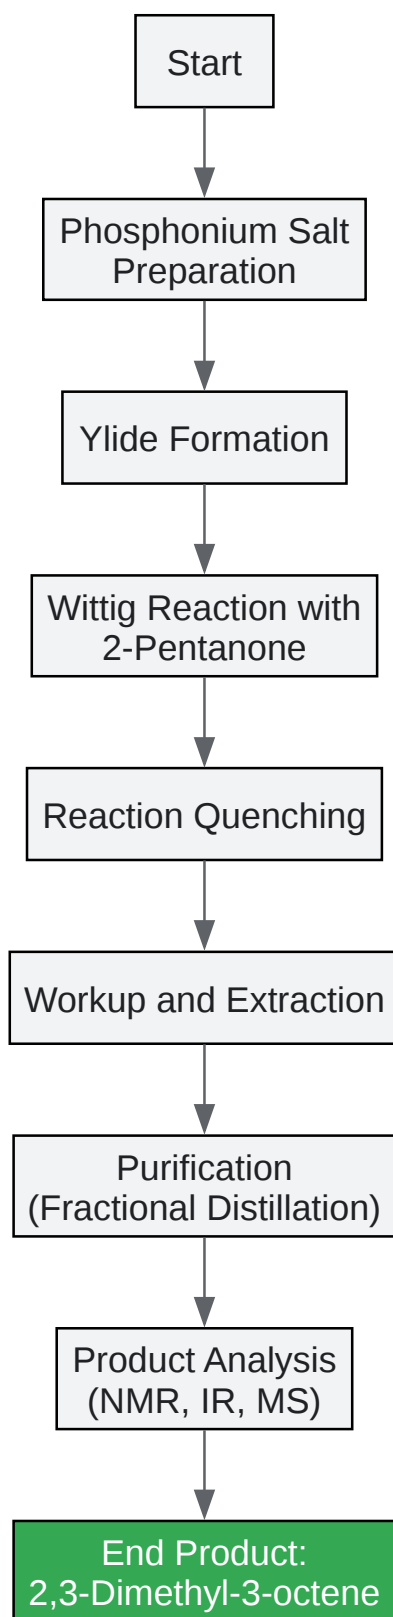 Start
Phosphonium Salt
Preparation
Ylide Formation
Wittig Reaction with
2-Pentanone
Reaction Quenching
Workup and Extraction
Purification
(Fractional Distillation)
Product Analysis
(NMR, IR, MS)
End Product:
2,3-Dimethyl-3-octene